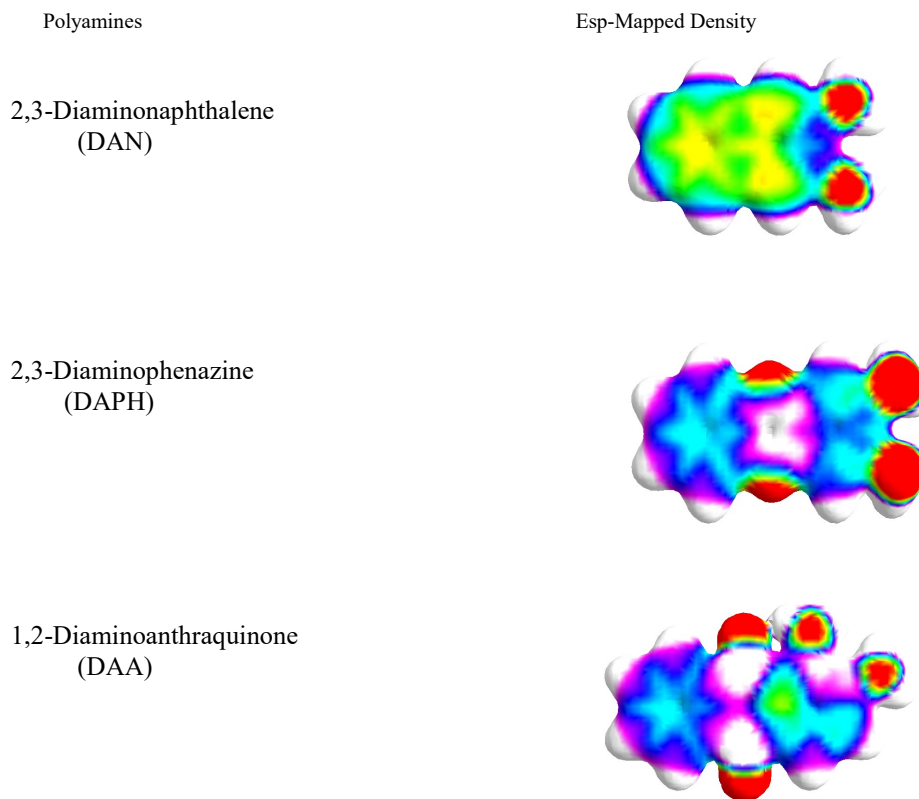 Polyamines
Esp-Mapped Density
2,3-Diaminonaphthalene
(DAN)
2,3-Diaminophenazine
(DAPH)
1,2-Diaminoanthraquinone
(DAA)